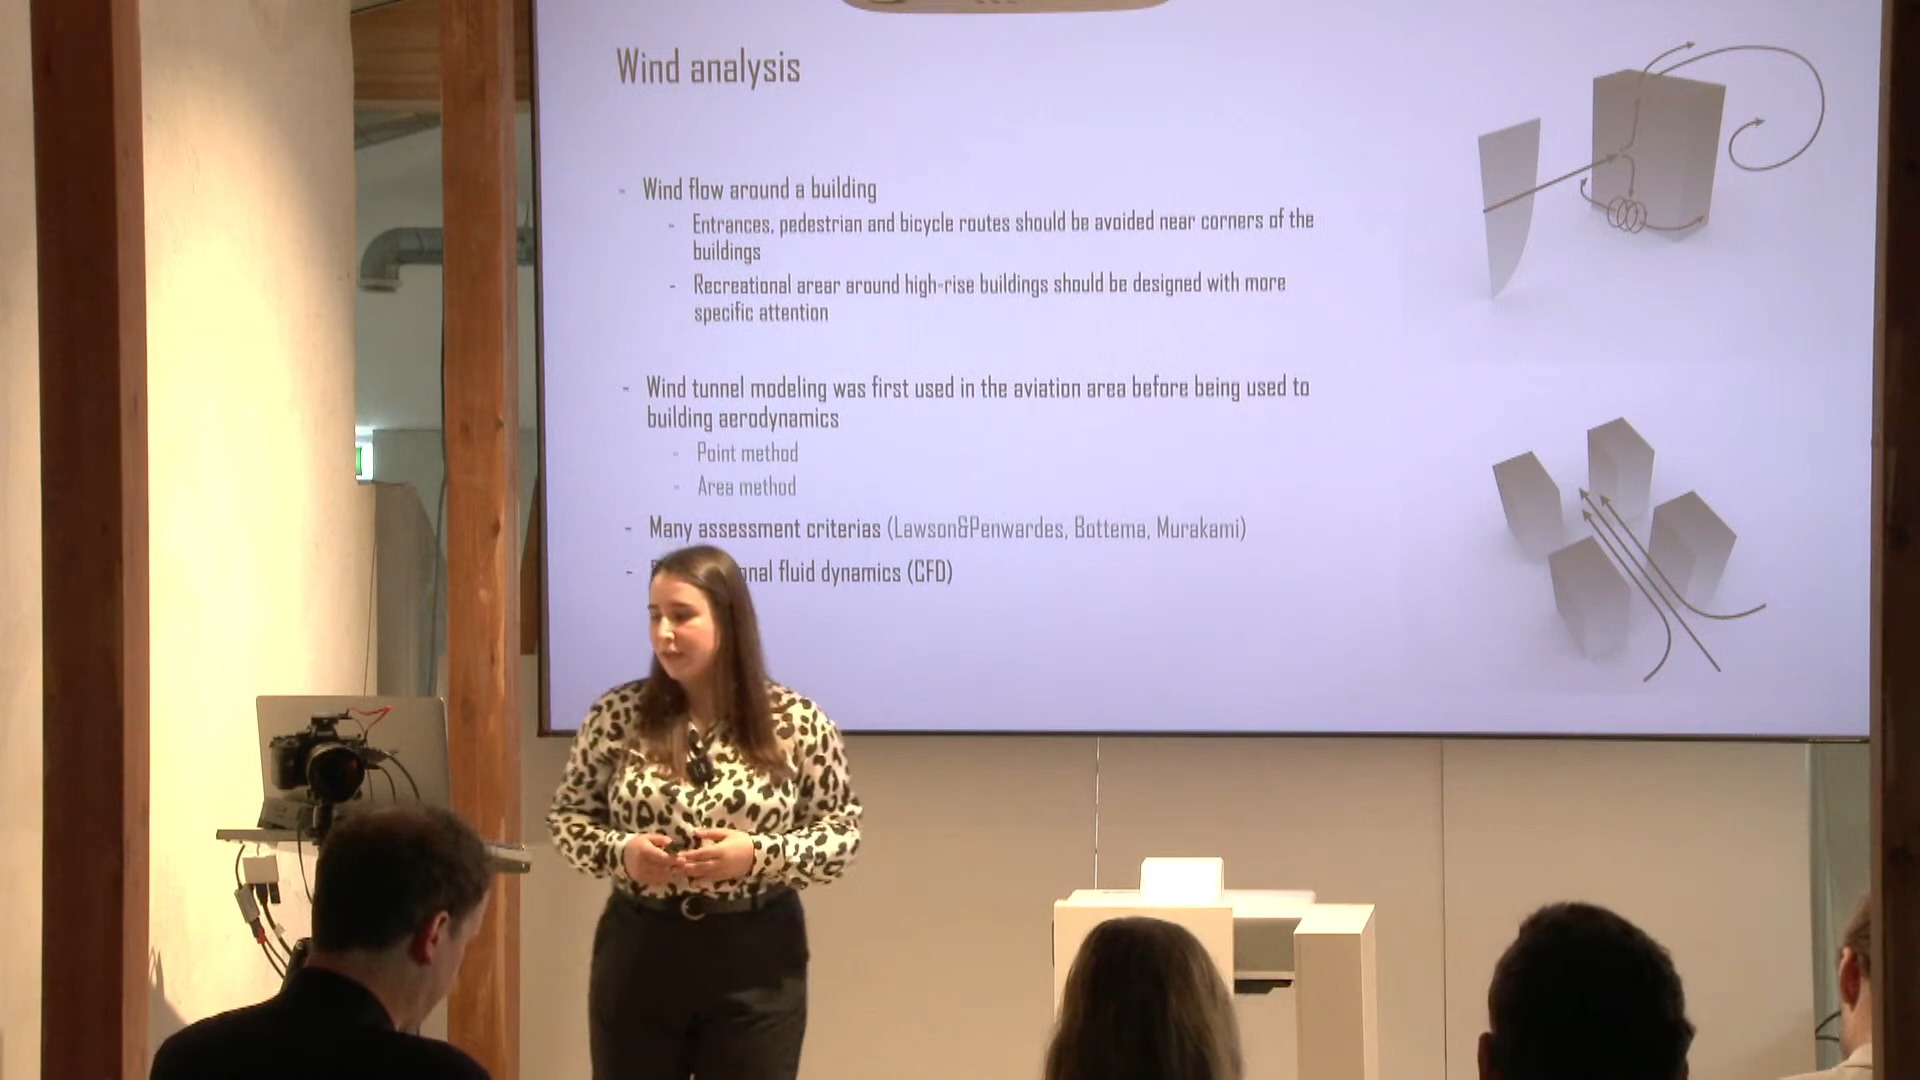 Wind analysis
- Wind flow around a building
- Entrances, pedestrian and bicycle routes should be avoided near corners of the
buildings
- Recreational arear around high-rise buildings should be designed with more
specific attention
- Wind tunnel modeling was first used in the aviation area before being used to
building aerodynamics
- Point method
- Area method
- Many assessment criterias (Lawson&Penwardes, Bottema, Murakami)
- fluid dynamics (CFD)